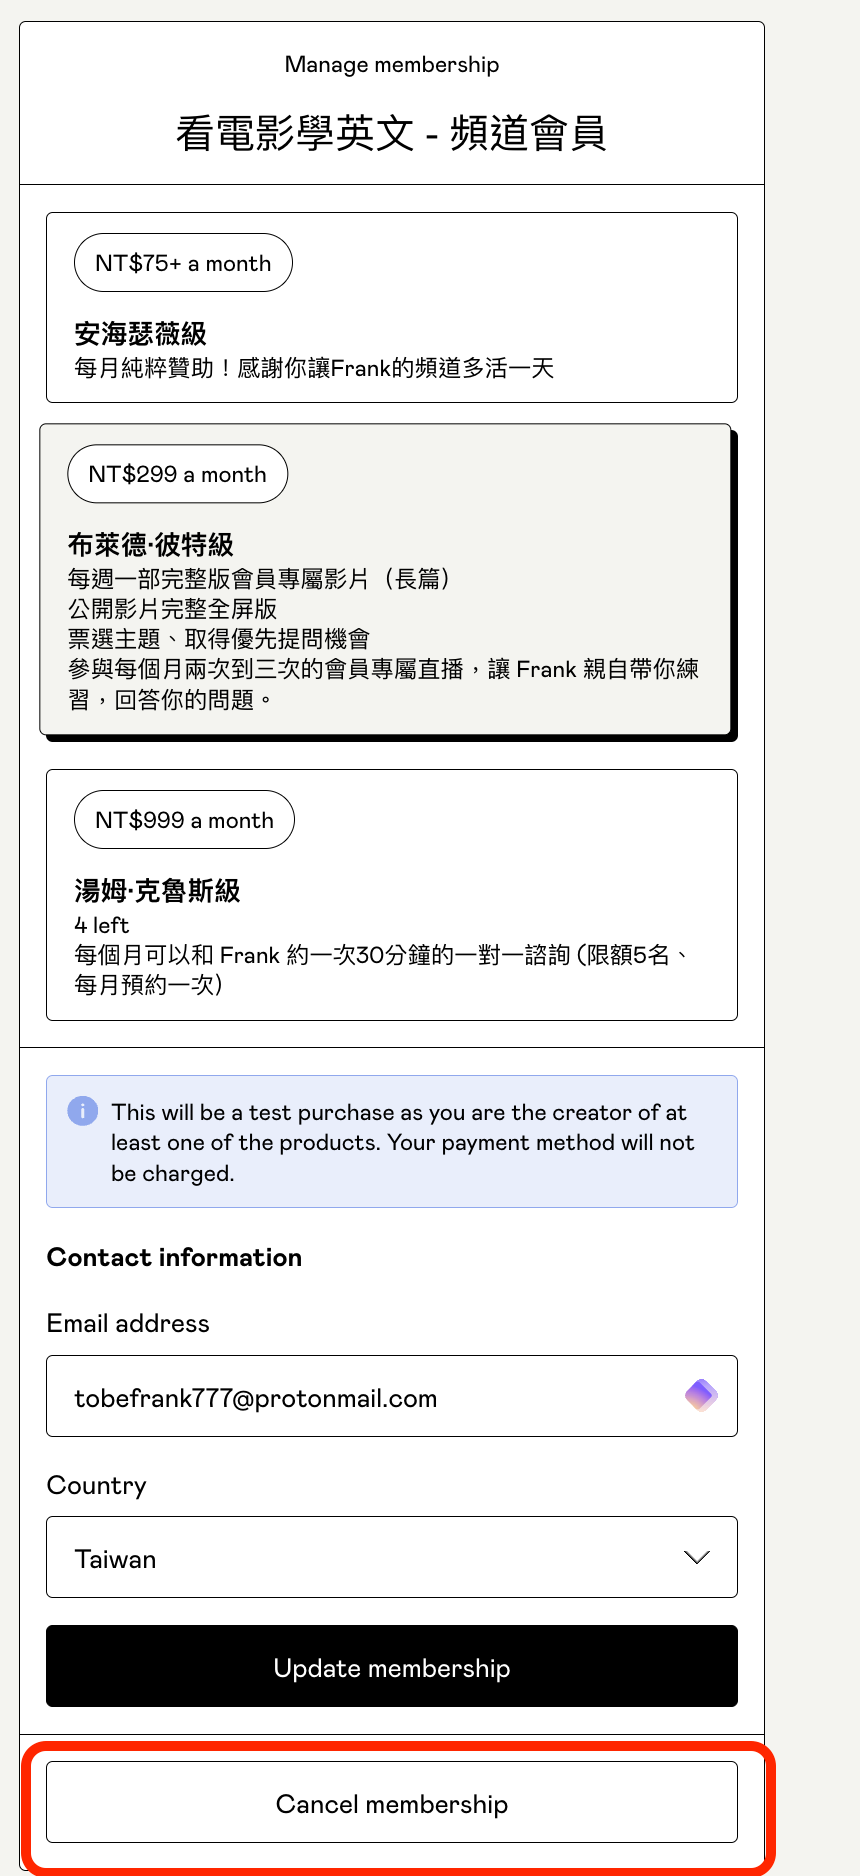 Manage membership
看電影學英文 - 頻道會員
NT$75+ a month
安海瑟薇級
每月純粹贊助！感謝你讓Frank的頻道多活一天
NT$299 a month
布萊德·彼特級
每週一部完整版會員專屬影片（長篇）
公開影片完整全屏版
票選主題、取得優先提問機會
參與每個月兩次到三次的會員專屬直播，讓 Frank 親自帶你練
習，回答你的問題。
NT$999 a month
湯姆·克魯斯級
4 left
每個月可以和 Frank 約一次30分鐘的一對一諮詢 (限額5名、
每月預約一次)
This will be a test purchase as you are the creator of at
least one of the products. Your payment method will not
be charged.
Contact information
Email address
tobefrank777@protonmail.com
Country
Taiwan
Update membership
Cancel membership